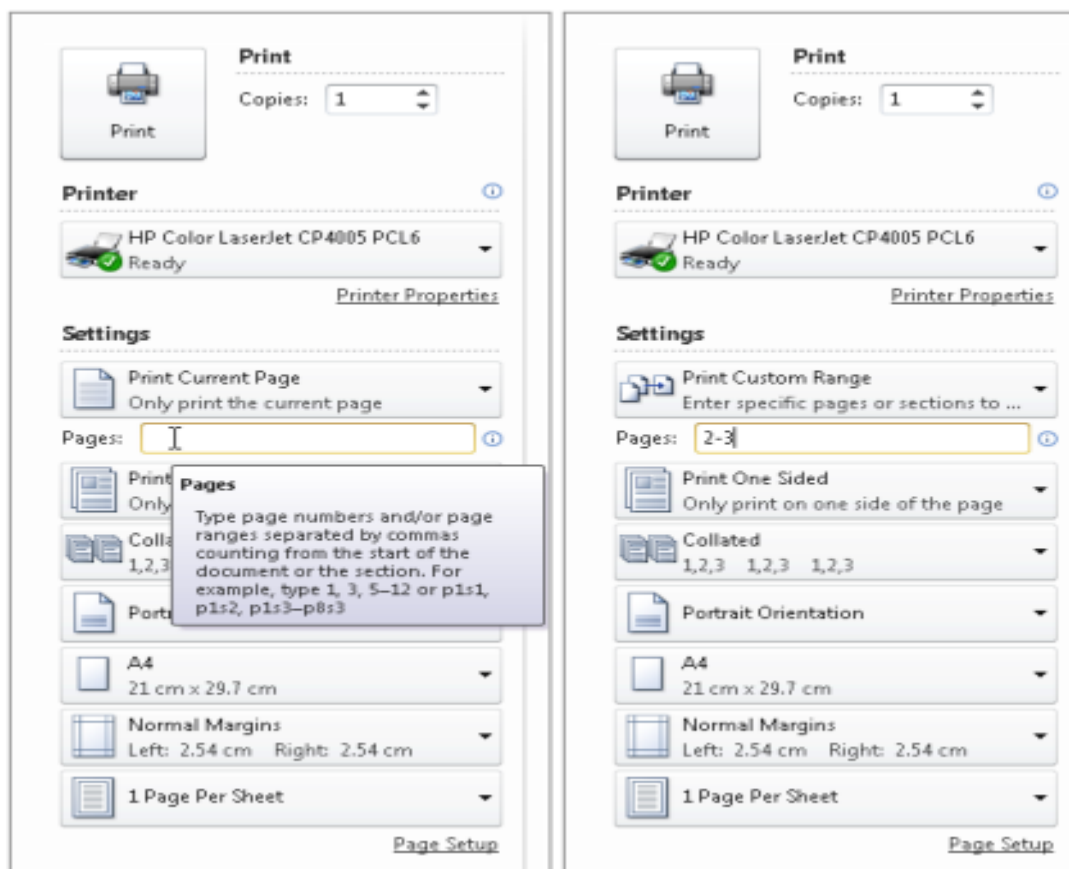 Print
Print
Copies: 1
Printer
HP Color LaserJet CP4005 PCL6
Ready
Printer Properties
Settings
Print Current Page
Only print the current page
Pages:
Print
Only
Pages
Type page numbers and/or page
ranges separated by commas
counting from the start of the
document or the section. For
example, type 1, 3, 5–12 or p1s1,
p1s2, p1s3–p8s3
Colla
1,2,3
Portr
A4
21 cm x 29.7 cm
Normal Margins
Left: 2.54 cm Right: 2.54 cm
1 Page Per Sheet
Page Setup
Print
Print
Copies: 1
Printer
HP Color LaserJet CP4005 PCL6
Ready
Printer Properties
Settings
Print Custom Range
Enter specific pages or sections to ...
Pages: 2-3
Print One Sided
Only print on one side of the page
Collated
1,2,3 1,2,3 1,2,3
Portrait Orientation
A4
21 cm x 29.7 cm
Normal Margins
Left: 2.54 cm Right: 2.54 cm
1 Page Per Sheet
Page Setup